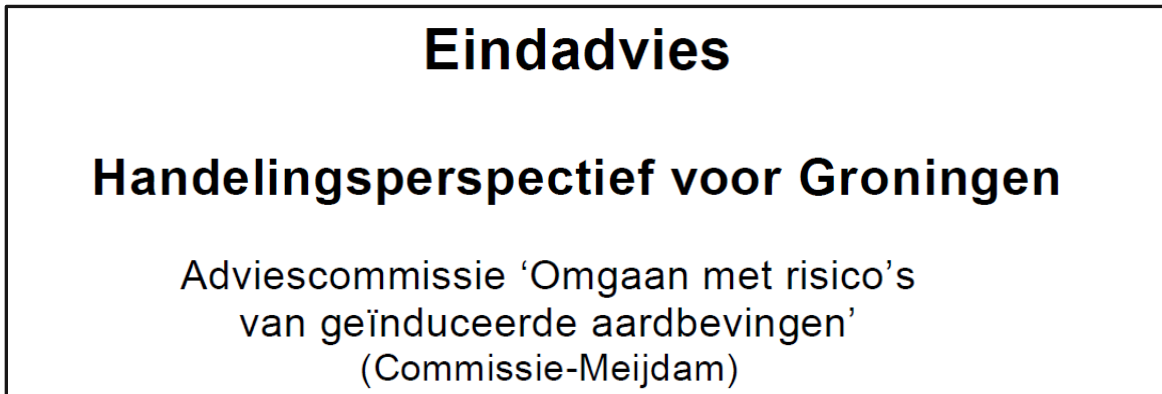 Eindadvies
Handelingsperspectief voor Groningen
Adviescommissie ‘Omgaan met risico’s
van geïnduceerde aardbevingen’
(Commissie-Meijdam)